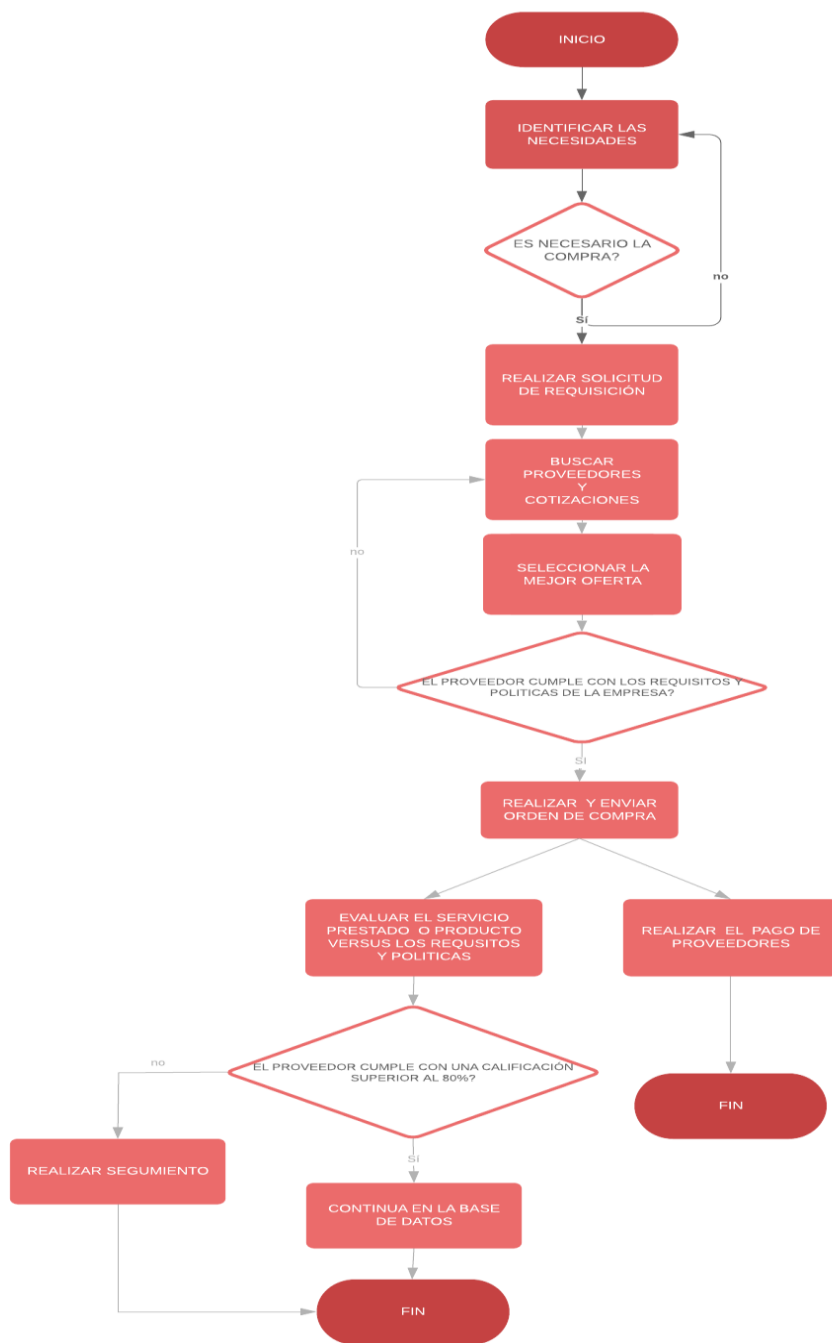 INICIO
IDENTIFICAR LAS
NECESIDADES
ES NECESARIO LA
COMPRA?
no
Sí
REALIZAR SOLICITUD
DE REQUISICIÓN
BUSCAR
PROVEEDORES
Y
COTIZACIONES
no
SELECCIONAR LA
MEJOR OFERTA
EL PROVEEDOR CUMPLE CON LOS REQUISITOS Y
POLITICAS DE LA EMPRESA?
Sí
REALIZAR Y ENVIAR
ORDEN DE COMPRA
EVALUAR EL SERVICIO
PRESTADO O PRODUCTO
VERSUS LOS REQUSITOS
Y POLITICAS
REALIZAR EL PAGO DE
PROVEEDORES
no
EL PROVEEDOR CUMPLE CON UNA CALIFICACIÓN
SUPERIOR AL 80%?
FIN
Sí
REALIZAR SEGUMIENTO
CONTINUA EN LA BASE
DE DATOS
FIN